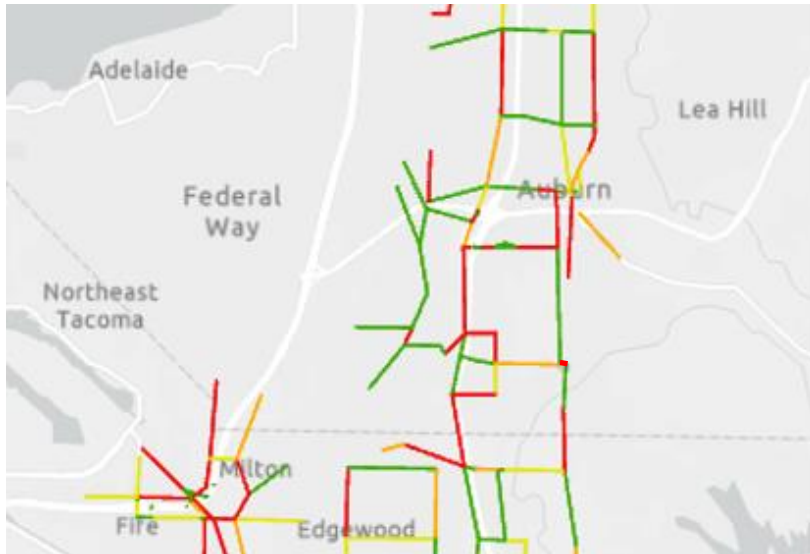 Adelaide
Lea Hill
Federal
Way
Auburn
Northeast
Tacoma
Milton
Fife
Edgewood